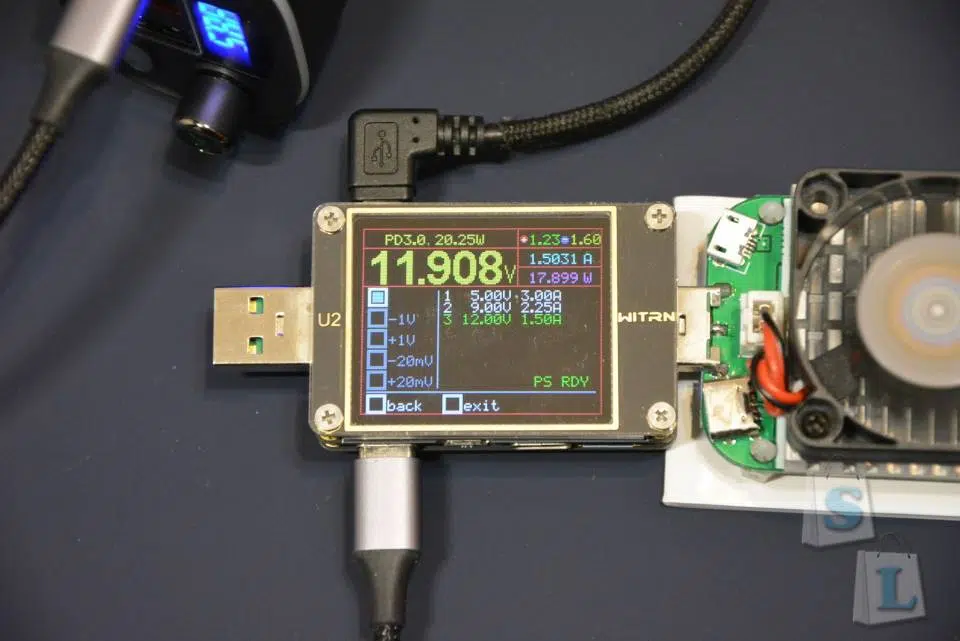 PD3.0, 20.25W
+1.23-1.60
11.908V
1.5031 A
17.899 W
1 5.00V 3.00A
2 9.00V 2.25A
3 12.00V 1.50A
-1V
+1V
-20mV
+20mV
PS RDY
back exit
U2
WITRN
S
L